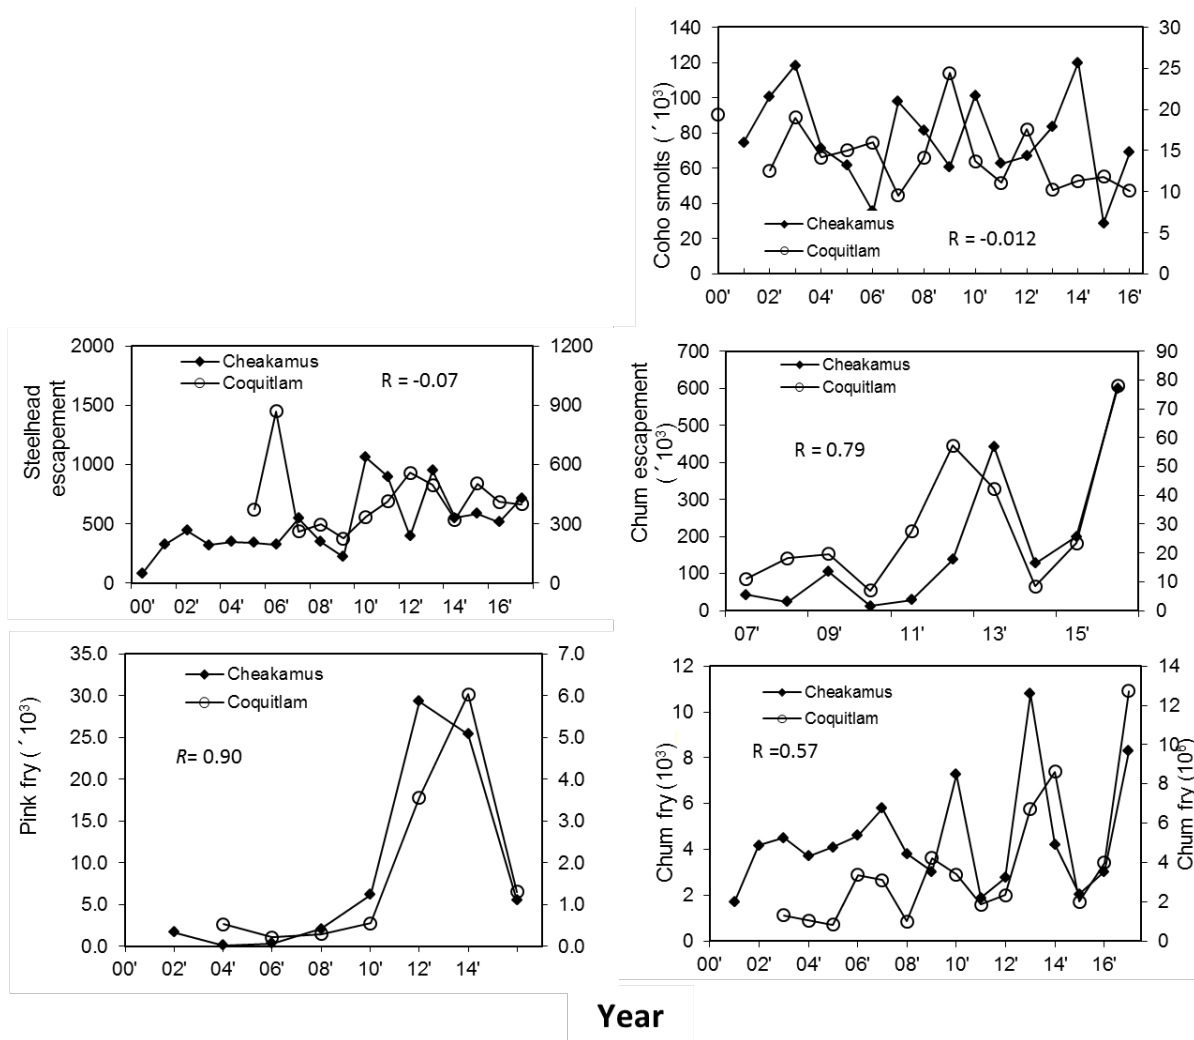 140
120
100
80
60
40
20
0
30
25
20
15
10
5
0
Coho smolts ( ´ 10³)
Cheakamus
Coquitlam
R = -0.012
00' 02' 04' 06' 08' 10' 12' 14' 16'
2000
1500
1000
500
0
1200
900
600
300
0
Steelhead
escapement
Cheakamus
Coquitlam
R = -0.07
00' 02' 04' 06' 08' 10' 12' 14' 16'
700
600
500
400
300
200
100
0
90
80
70
60
50
40
30
20
10
0
Chum escapement
( ´ 10³)
Cheakamus
Coquitlam
R = 0.79
07' 09' 11' 13' 15'
35.0
30.0
25.0
20.0
15.0
10.0
5.0
0.0
7.0
6.0
5.0
4.0
3.0
2.0
1.0
0.0
Pink fry ( ´ 10³)
Cheakamus
Coquitlam
R= 0.90
00' 02' 04' 06' 08' 10' 12' 14'
12
10
8
6
4
2
0
14
12
10
8
6
4
2
0
Chum fry (10³)
Chum fry (10⁶)
Cheakamus
Coquitlam
R =0.57
00' 02' 04' 06' 08' 10' 12' 14' 16'
Year